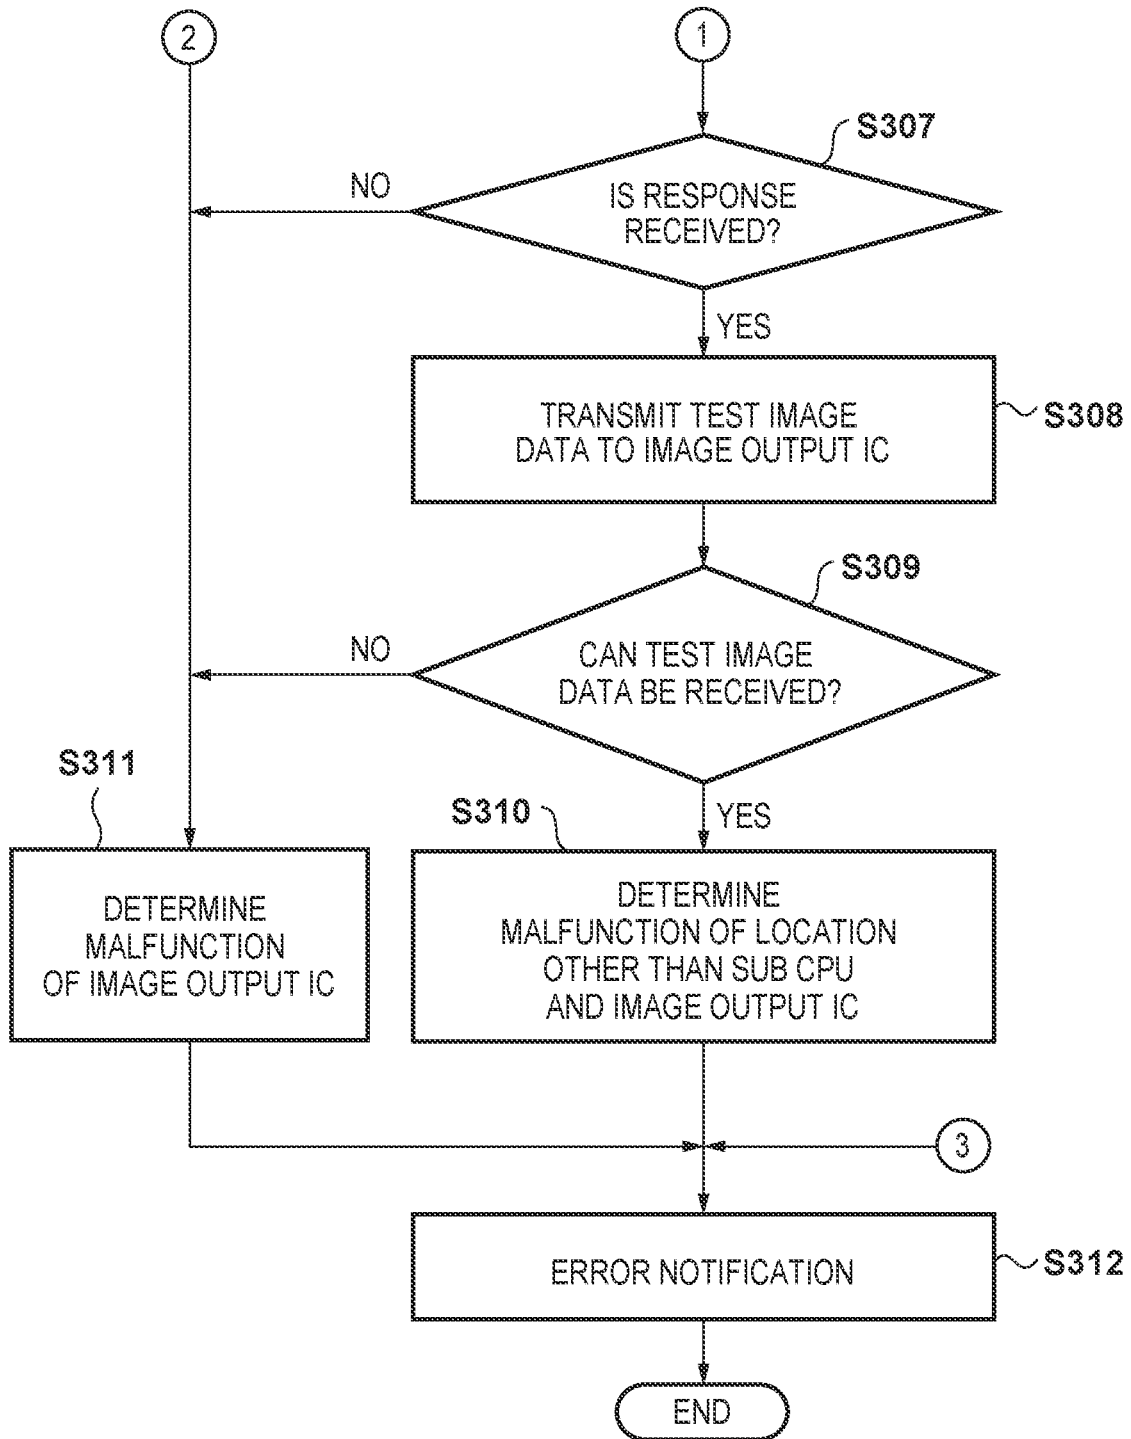 2
1
S307
NO
IS RESPONSE
RECEIVED?
YES
TRANSMIT TEST IMAGE
DATA TO IMAGE OUTPUT IC
S308
S309
NO
CAN TEST IMAGE
DATA BE RECEIVED?
YES
S311
S310
DETERMINE
MALFUNCTION
OF IMAGE OUTPUT IC
DETERMINE
MALFUNCTION OF LOCATION
OTHER THAN SUB CPU
AND IMAGE OUTPUT IC
3
ERROR NOTIFICATION
S312
END